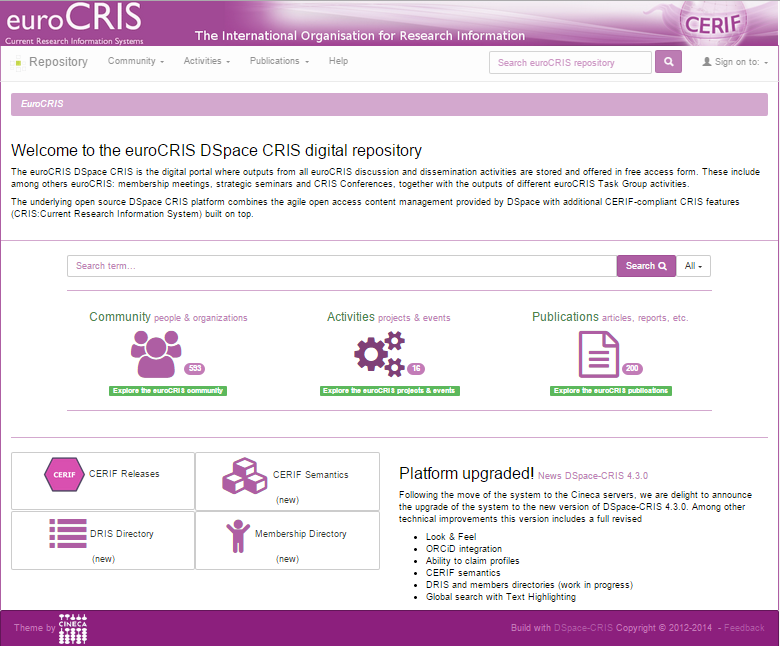 euroCRIS
Current Research Information Systems
The International Organisation for Research Information
CERIF
Repository Community Activities Publications Help Search euroCRIS repository Sign on to:
EuroCRIS
Welcome to the euroCRIS DSpace CRIS digital repository
The euroCRIS DSpace CRIS is the digital portal where outputs from all euroCRIS discussion and dissemination activities are stored and offered in free access form. These include
among others euroCRIS: membership meetings, strategic seminars and CRIS Conferences, together with the outputs of different euroCRIS Task Group activities.
The underlying open source DSpace CRIS platform combines the agile open access content management provided by DSpace with additional CERIF-compliant CRIS features
(CRIS:Current Research Information System) built on top.
Search term... Search All
Community people & organizations
593
Explore the euroCRIS community
Activities projects & events
16
Explore the euroCRIS projects & events
Publications articles, reports, etc.
200
Explore the euroCRIS publications
CERIF CERIF Releases
CERIF Semantics
(new)
DRIS Directory
(new)
Membership Directory
(new)
Platform upgraded! News DSpace-CRIS 4.3.0
Following the move of the system to the Cineca servers, we are delight to announce
the upgrade of the system to the new version of DSpace-CRIS 4.3.0. Among other
technical improvements this version includes a full revised
• Look & Feel
• ORCiD integration
• Ability to claim profiles
• CERIF semantics
• DRIS and members directories (work in progress)
• Global search with Text Highlighting
Theme by CINECA
Build with DSpace-CRIS Copyright © 2012-2014 - Feedback